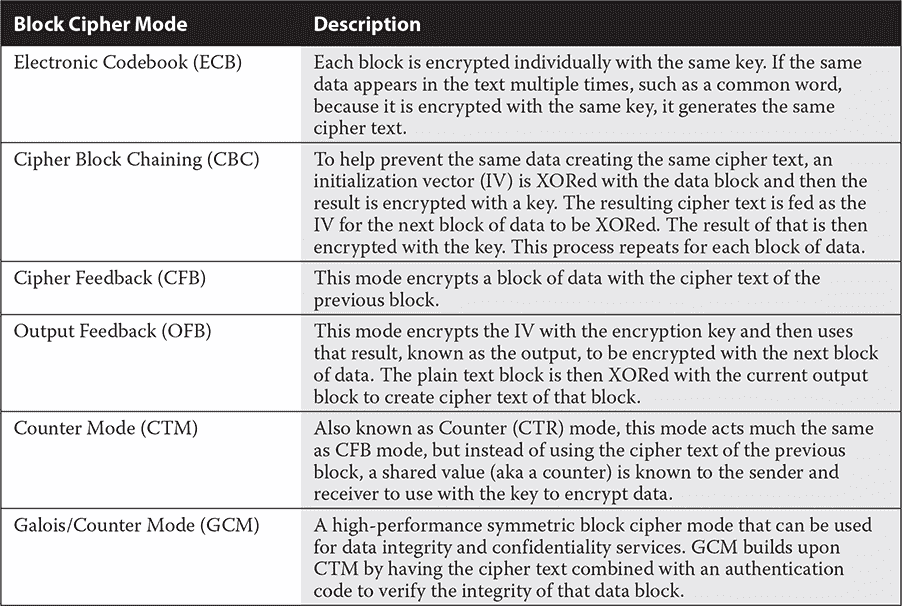 Block Cipher Mode Description
Electronic Codebook (ECB) Each block is encrypted individually with the same key. If the same
data appears in the text multiple times, such as a common word,
because it is encrypted with the same key, it generates the same
cipher text.
Cipher Block Chaining (CBC) To help prevent the same data creating the same cipher text, an
initialization vector (IV) is XORed with the data block and then the
result is encrypted with a key. The resulting cipher text is fed as the
IV for the next block of data to be XORed. The result of that is then
encrypted with the key. This process repeats for each block of data.
Cipher Feedback (CFB) This mode encrypts a block of data with the cipher text of the
previous block.
Output Feedback (OFB) This mode encrypts the IV with the encryption key and then uses
that result, known as the output, to be encrypted with the next block
of data. The plain text block is then XORed with the current output
block to create cipher text of that block.
Counter Mode (CTM) Also known as Counter (CTR) mode, this mode acts much the same
as CFB mode, but instead of using the cipher text of the previous
block, a shared value (aka a counter) is known to the sender and
receiver to use with the key to encrypt data.
Galois/Counter Mode (GCM) A high-performance symmetric block cipher mode that can be used
for data integrity and confidentiality services. GCM builds upon
CTM by having the cipher text combined with an authentication
code to verify the integrity of that data block.